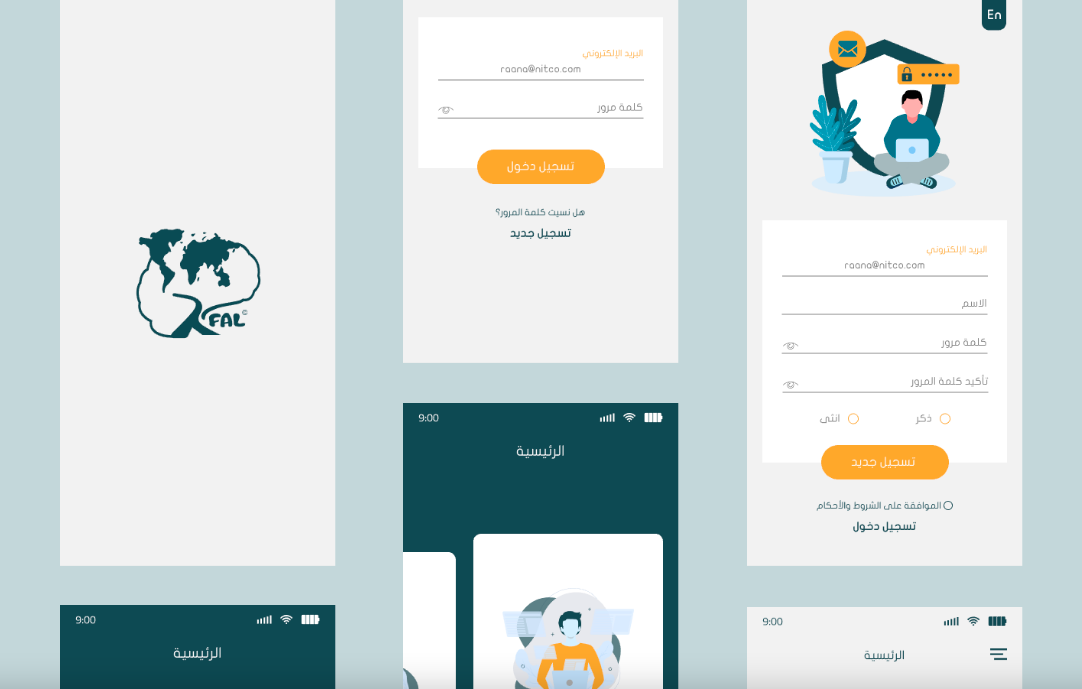 FAL©
9:00
الرئيسية
البريد الإلكتروني
raana@nitco.com
كلمة مرور
تسجيل دخول
هل نسيت كلمة المرور؟
تسجيل جديد
9:00
الرئيسية
En
البريد الإلكتروني
raana@nitco.com
الاسم
كلمة مرور
تأكيد كلمة المرور
ذكر انثى
تسجيل جديد
الموافقة على الشروط والأحكام
تسجيل دخول
9:00
الرئيسية